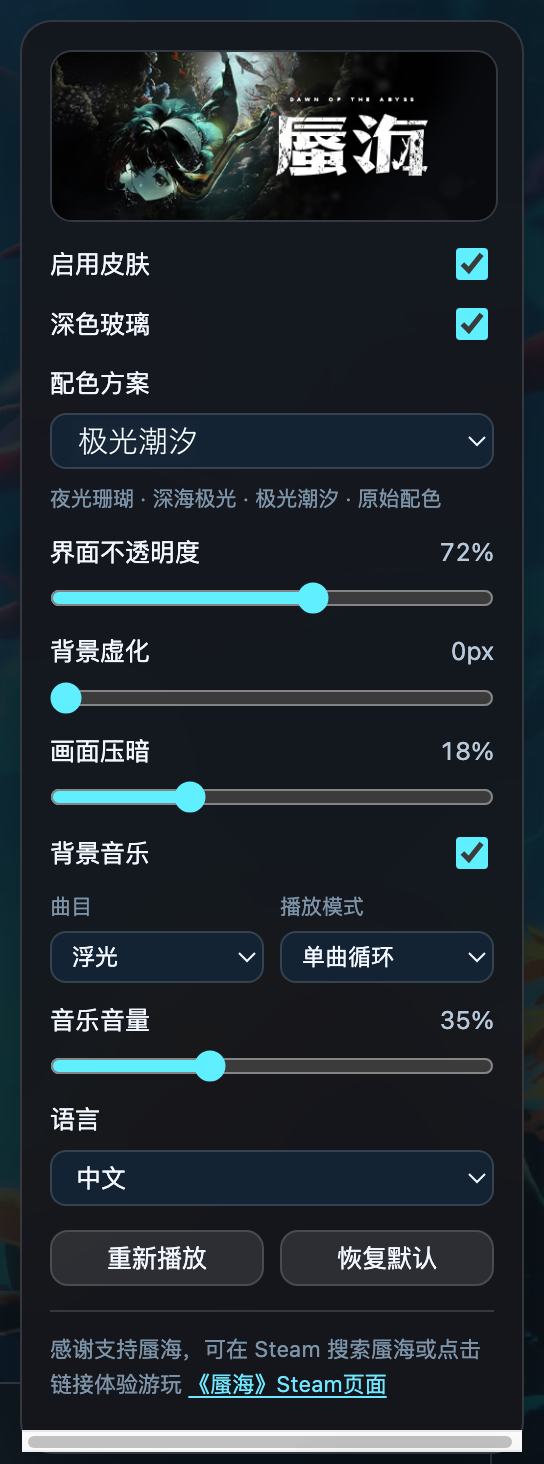 DAWN OF THE ABYSS
蜃海
启用皮肤
深色玻璃
配色方案
极光潮汐
夜光珊瑚 · 深海极光 · 极光潮汐 · 原始配色
界面不透明度 72%
背景虚化 0px
画面压暗 18%
背景音乐
曲目 播放模式
浮光 单曲循环
音乐音量 35%
语言
中文
重新播放 恢复默认
感谢支持蜃海，可在 Steam 搜索蜃海或点击
链接体验游玩 《蜃海》Steam页面